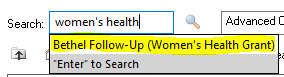 Search: women's health Advanced
Bethel Follow-Up (Women's Health Grant)
"Enter" to Search